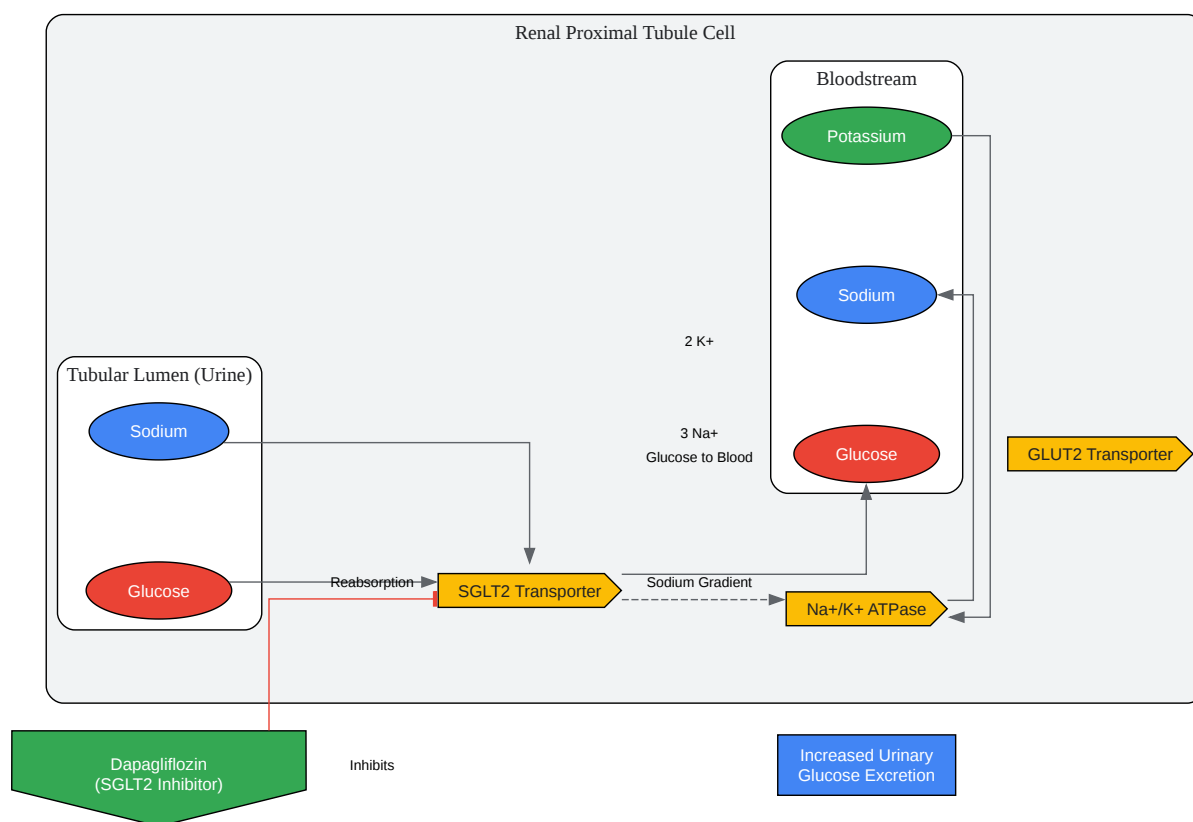 Renal Proximal Tubule Cell
Bloodstream
Potassium
Sodium
2 K+
Tubular Lumen (Urine)
Sodium
3 Na+
Glucose to Blood
Glucose
GLUT2 Transporter
Glucose
Reabsorption
SGLT2 Transporter
Sodium Gradient
Na+/K+ ATPase
Dapagliflozin
(SGLT2 Inhibitor)
Inhibits
Increased Urinary
Glucose Excretion